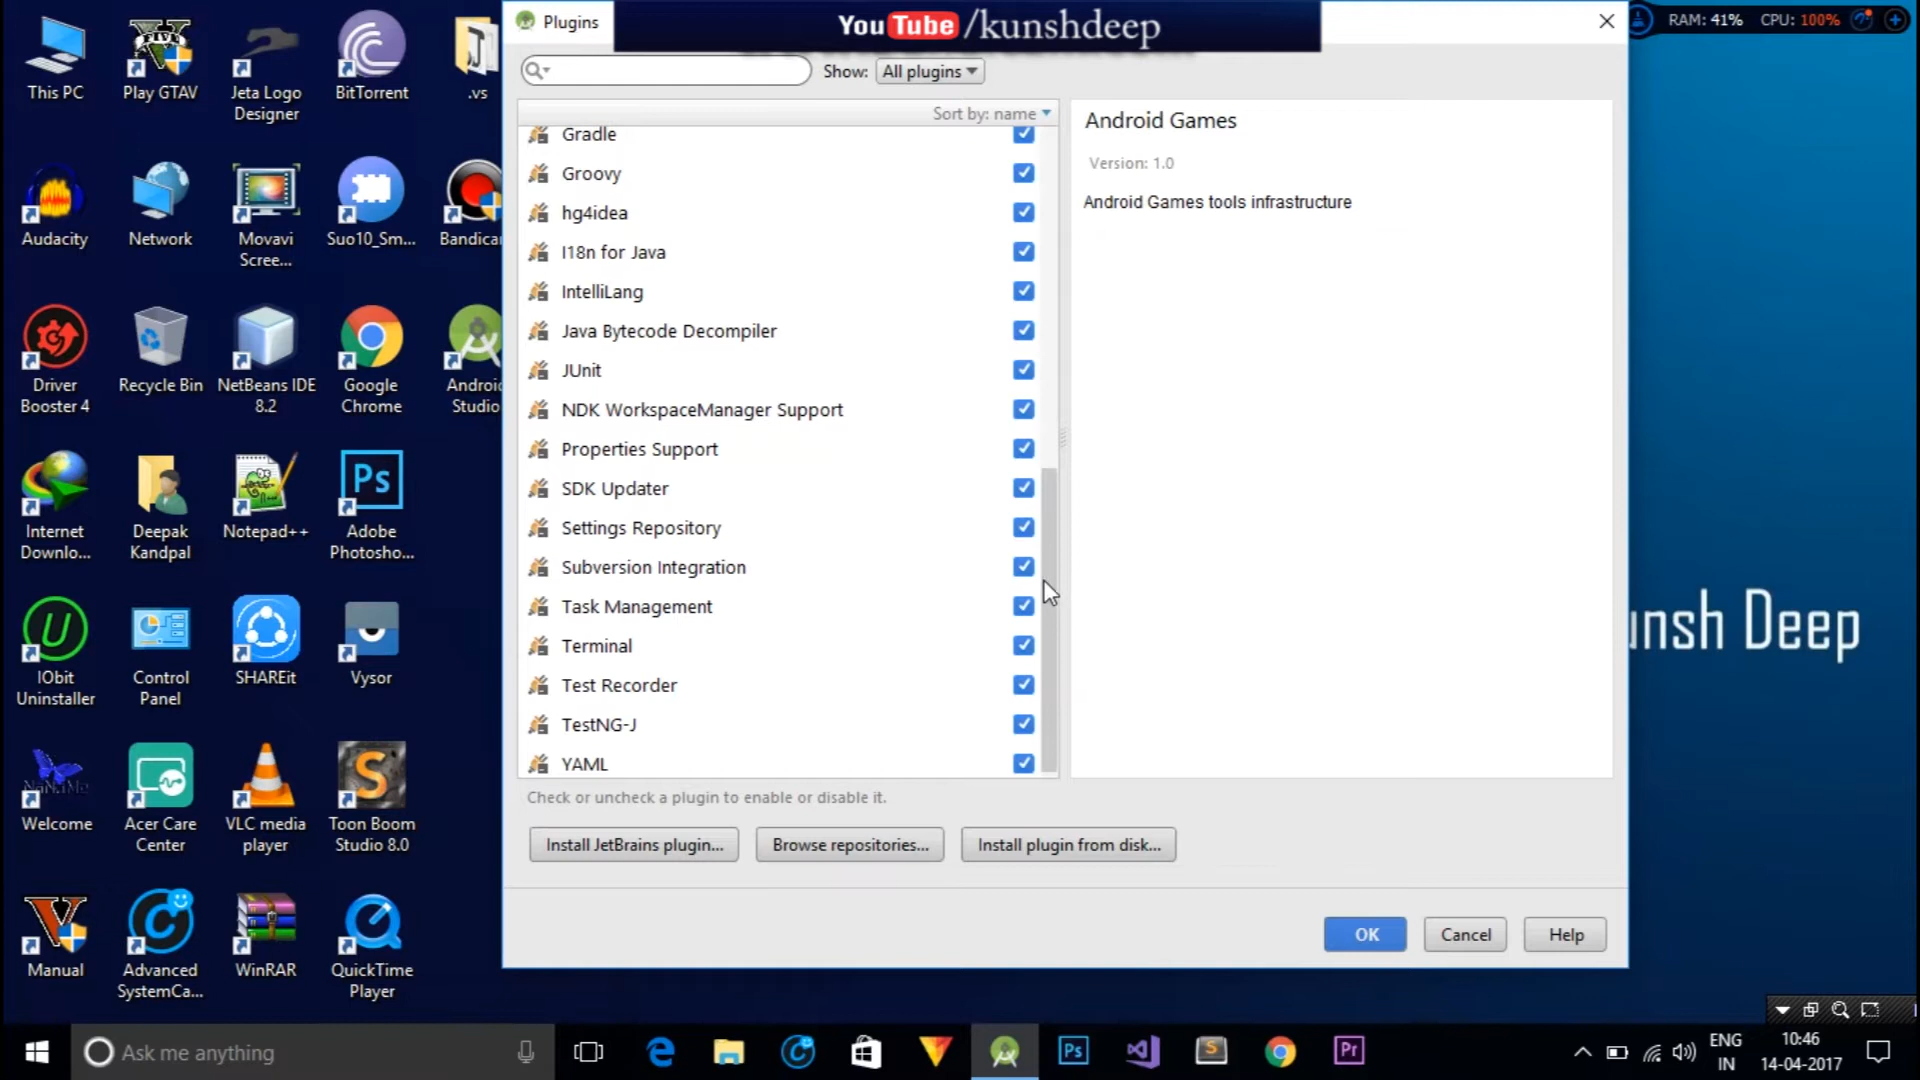 This PC
Play GTAV
Jeta Logo
Designer
BitTorrent
.vs
Audacity
Network
Movavi
Scree...
Suo10_Sm...
Bandica
Driver
Booster 4
Recycle Bin
NetBeans IDE
8.2
Google
Chrome
Androi
Studio
Internet
Downlo...
Deepak
Kandpal
Notepad++
Ps
Adobe
Photosho...
IObit
Uninstaller
Control
Panel
SHAREit
Vysor
Welcome
Acer Care
Center
VLC media
player
Toon Boom
Studio 8.0
Manual
Advanced
SystemCa...
WinRAR
QuickTime
Player
Plugins
YouTube/kunshdeep
Show: All plugins
Sort by: name
Gradle
Groovy
hg4idea
I18n for Java
IntelliLang
Java Bytecode Decompiler
JUnit
NDK WorkspaceManager Support
Properties Support
SDK Updater
Settings Repository
Subversion Integration
Task Management
Terminal
Test Recorder
TestNG-J
YAML
Android Games
Version: 1.0
Android Games tools infrastructure
Check or uncheck a plugin to enable or disable it.
Install JetBrains plugin...
Browse repositories...
Install plugin from disk...
OK
Cancel
Help
RAM: 41% CPU: 100%
unsh Deep
Ask me anything
Ps
Pr
ENG
IN
10:46
14-04-2017